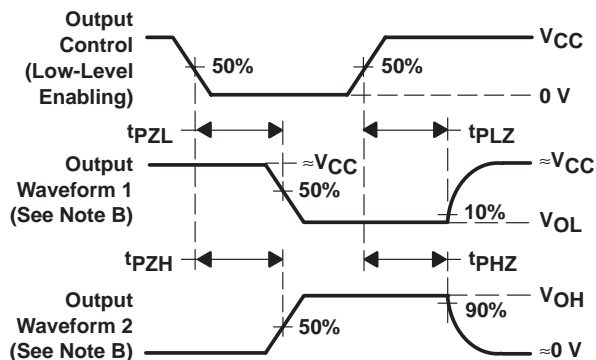 Output
Control
(Low-Level
Enabling)
50%
50%
VCC
0 V
tPZL
tPLZ
Output
Waveform 1
(See Note B)
≈VCC
50%
10%
≈VCC
VOL
tPZH
tPHZ
Output
Waveform 2
(See Note B)
50%
90%
VOH
≈0 V